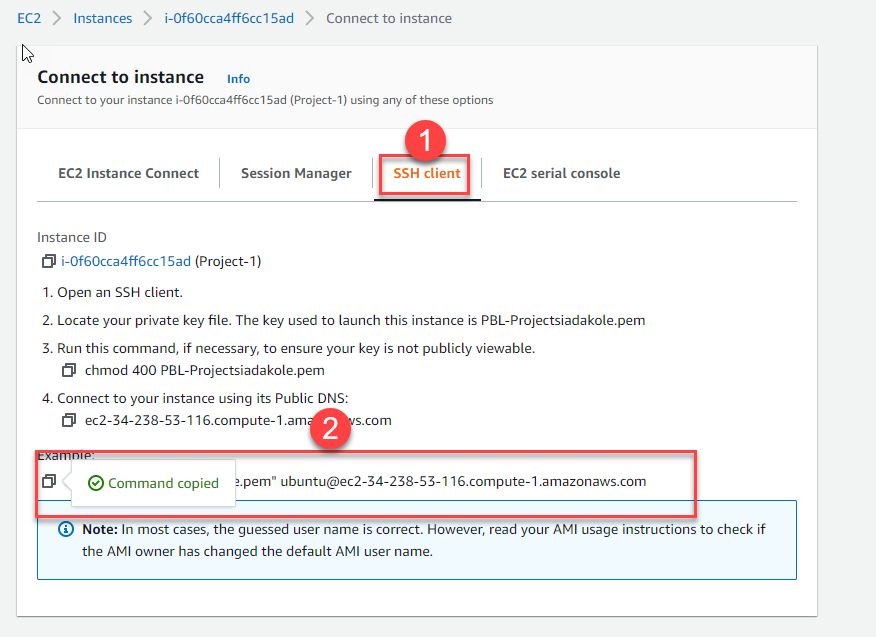 EC2 > Instances > i-0f60cca4ff6cc15ad > Connect to instance
Connect to instance Info
Connect to your instance i-0f60cca4ff6cc15ad (Project-1) using any of these options
1
EC2 Instance Connect Session Manager SSH client EC2 serial console
Instance ID
i-0f60cca4ff6cc15ad (Project-1)
1. Open an SSH client.
2. Locate your private key file. The key used to launch this instance is PBL-Projectsiadakole.pem
3. Run this command, if necessary, to ensure your key is not publicly viewable.
chmod 400 PBL-Projectsiadakole.pem
4. Connect to your instance using its Public DNS:
ec2-34-238-53-116.compute-1.amazonaws.com
2
Example:
Command copied e.pem" ubuntu@ec2-34-238-53-116.compute-1.amazonaws.com
Note: In most cases, the guessed user name is correct. However, read your AMI usage instructions to check if
the AMI owner has changed the default AMI user name.